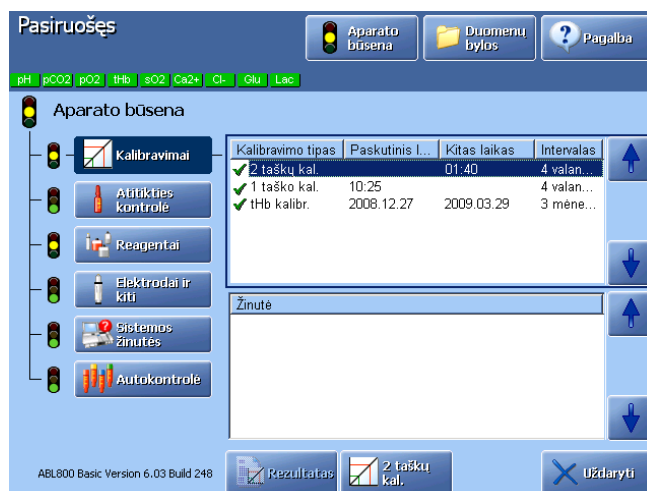 Pasiruošęs
Aparato
būsena
Duomenų
bylos
Pagalba
pH pCO2 pO2 tHb sO2 Ca2+ Cl- Glu Lac
Aparato būsena
Kalibravimai
Atitikties
kontrolė
Reagentai
Elektrodai ir
kiti
Sistemos
žinutės
Autokontrolė
Kalibravimo tipas Paskutinis l... Kitas laikas Intervalas
2 taškų kal. 01:40 4 valan...
1 taško kal. 10:25 4 valan...
tHb kalibr. 2008.12.27 2009.03.29 3 mėne...
Žinutė
ABL800 Basic Version 6.03 Build 248
Rezultatas
2 taškų
kal.
Uždaryti